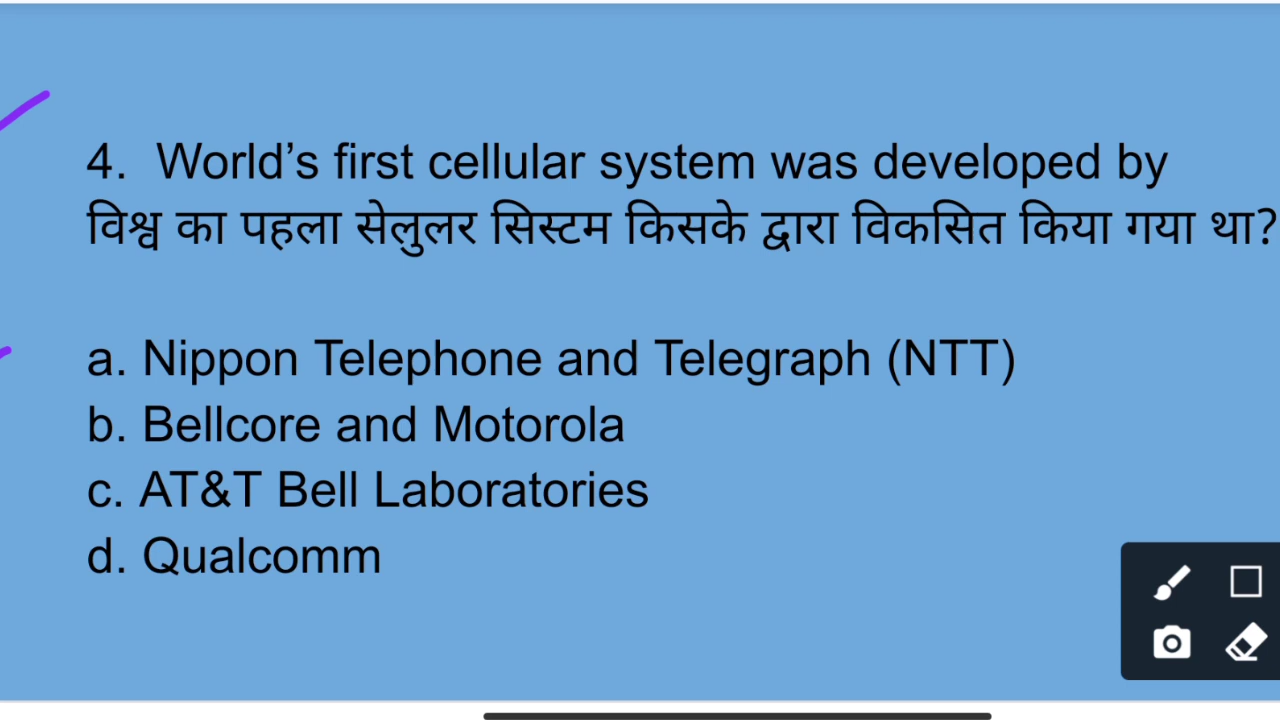 4. World’s first cellular system was developed by
विश्व का पहला सेलुलर सिस्टम किसके द्वारा विकसित किया गया था?
a. Nippon Telephone and Telegraph (NTT)
b. Bellcore and Motorola
c. AT&T Bell Laboratories
d. Qualcomm